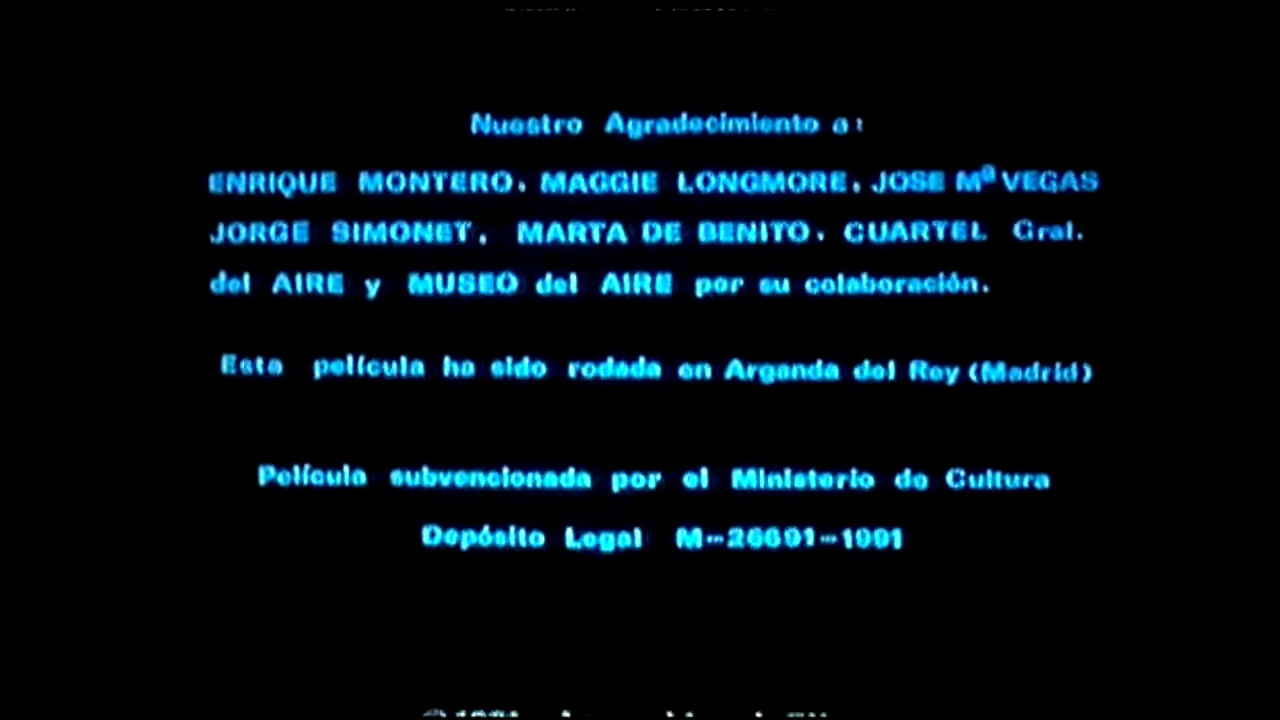 Nuestro Agradecimiento a:
ENRIQUE MONTERO, MAGGIE LONGMORE, JOSE Mª VEGAS
JORGE SIMONET, MARTA DE BENITO, CUARTEL Gral.
del AIRE y MUSEO del AIRE por su colaboración.
Esta película ha sido rodada en Arganda del Rey (Madrid)
Película subvencionada por el Ministerio de Cultura
Depósito Legal M-26691-1991